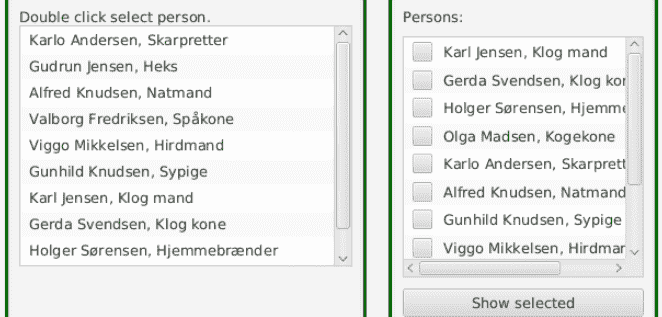 Double click select person.
Karlo Andersen, Skarpretter
Gudrun Jensen, Heks
Alfred Knudsen, Natmand
Valborg Fredriksen, Spåkone
Viggo Mikkelsen, Hirdmand
Gunhild Knudsen, Sypige
Karl Jensen, Klog mand
Gerda Svendsen, Klog kone
Holger Sørensen, Hjemmebrænder
Persons:
Karl Jensen, Klog mand
Gerda Svendsen, Klog kor
Holger Sørensen, Hjemme
Olga Madsen, Kogekone
Karlo Andersen, Skarprett
Alfred Knudsen, Natmand
Gunhild Knudsen, Sypige
Viggo Mikkelsen, Hirdmar
Show selected